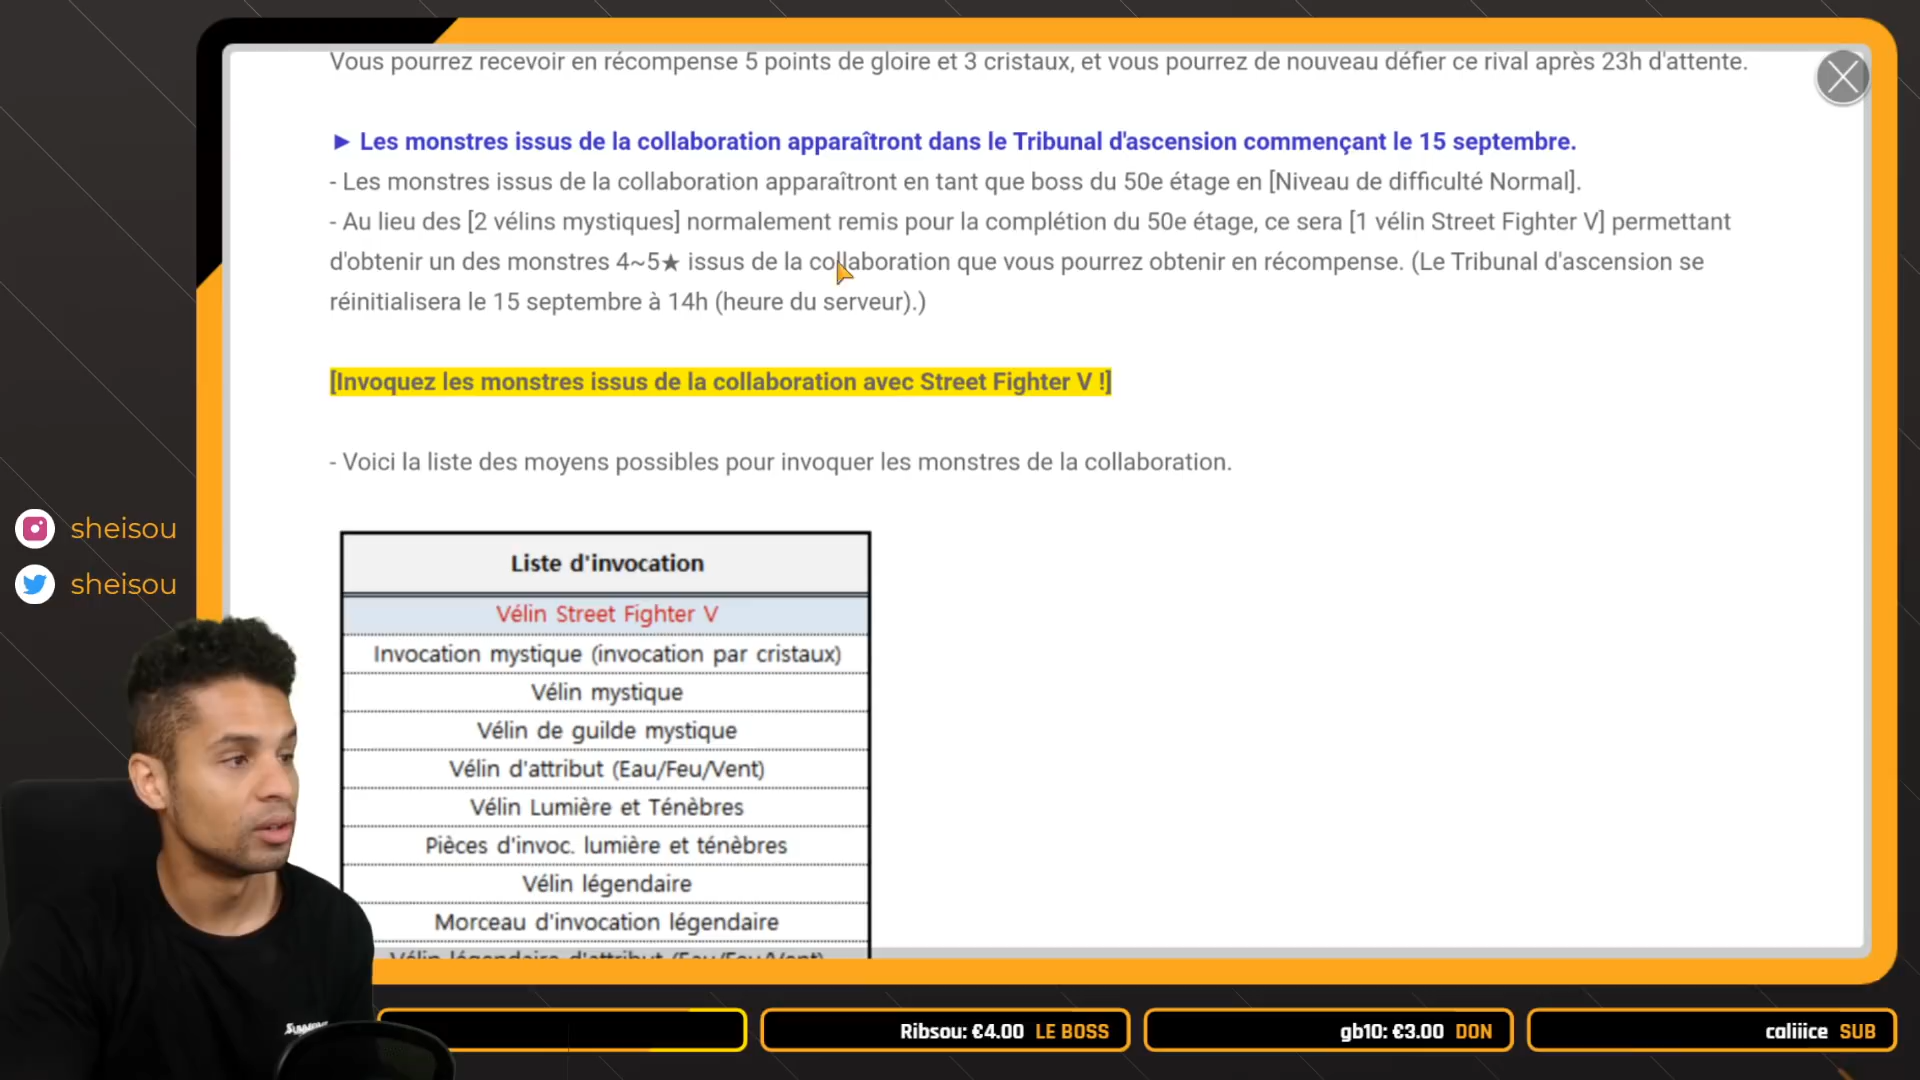 Vous pourrez recevoir en récompense 5 points de gloire et 3 cristaux, et vous pourrez de nouveau défier ce rival après 23h d'attente.
► Les monstres issus de la collaboration apparaîtront dans le Tribunal d'ascension commençant le 15 septembre.
- Les monstres issus de la collaboration apparaîtront en tant que boss du 50e étage en [Niveau de difficulté Normal].
- Au lieu des [2 vélins mystiques] normalement remis pour la complétion du 50e étage, ce sera [1 vélin Street Fighter V] permettant
d'obtenir un des monstres 4~5★ issus de la collaboration que vous pourrez obtenir en récompense. (Le Tribunal d'ascension se
réinitialisera le 15 septembre à 14h (heure du serveur).)
[Invoquez les monstres issus de la collaboration avec Street Fighter V !]
- Voici la liste des moyens possibles pour invoquer les monstres de la collaboration.
Liste d'invocation
Vélin Street Fighter V
Invocation mystique (invocation par cristaux)
Vélin mystique
Vélin de guilde mystique
Vélin d'attribut (Eau/Feu/Vent)
Vélin Lumière et Ténèbres
Pièces d'invoc. lumière et ténèbres
Vélin légendaire
Morceau d'invocation légendaire
Vélin légendaire d'attribut (Eau/Feu/Vent)
sheisou
sheisou
Ribsou: €4.00 LE BOSS
gb10: €3.00 DON
caliiice SUB